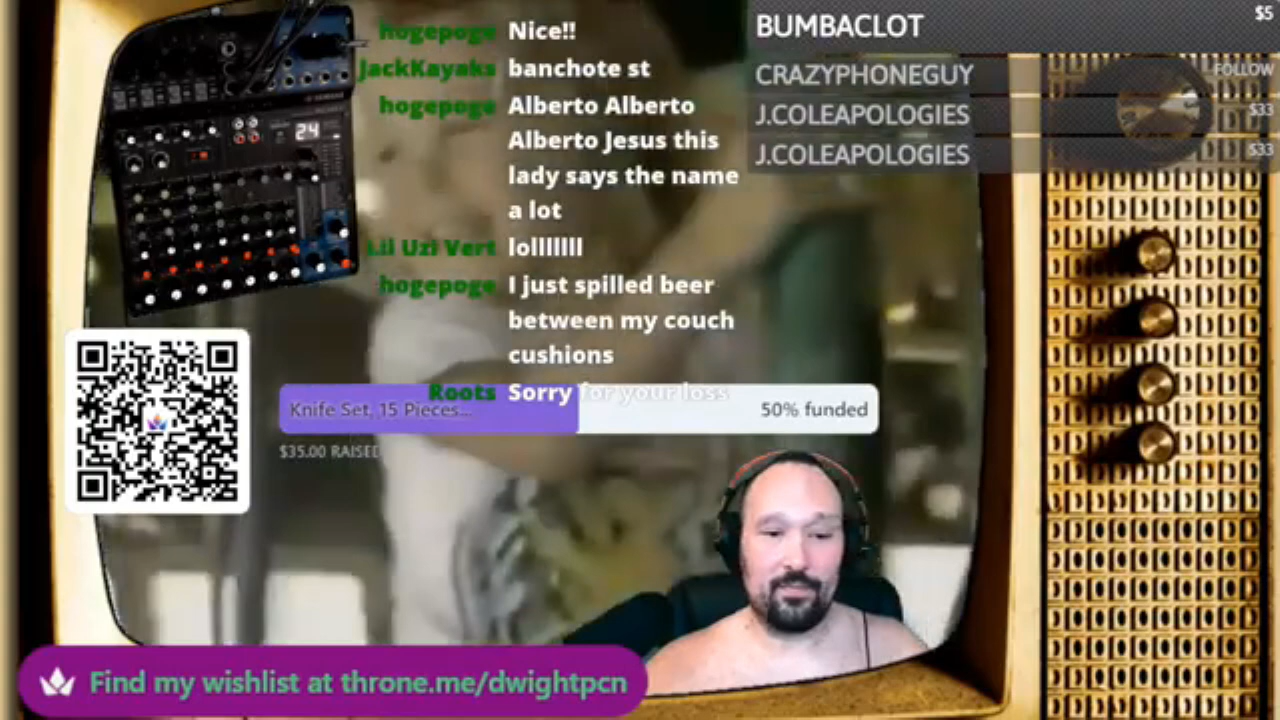 hogepoge Nice!!
JackKayaks banchote st
hogepoge Alberto Alberto
Alberto Jesus this
lady says the name
a lot
Lil Uzi Vert lolllllll
hogepoge I just spilled beer
between my couch
cushions
Roots Sorry for your loss
BUMBACLOT $5
CRAZYPHONEGUY FOLLOW
J.COLEAPOLOGIES $33
J.COLEAPOLOGIES $33
24
Knife Set, 15 Pieces... 50% funded
$35.00 RAISED
Find my wishlist at throne.me/dwightpcn